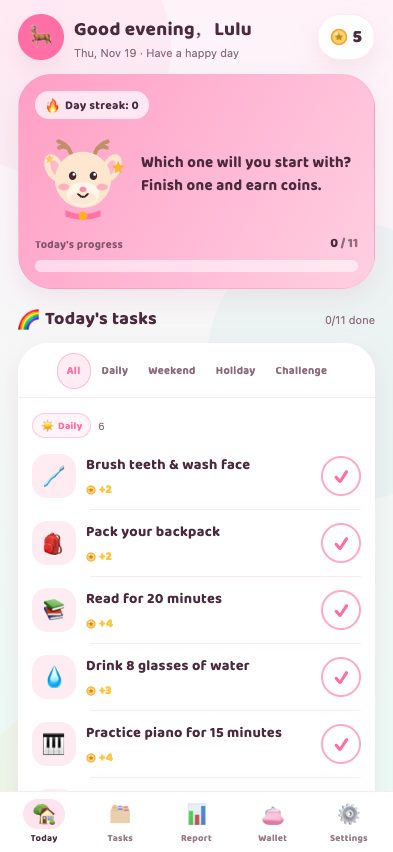 Good evening， Lulu
Thu, Nov 19 · Have a happy day
5
Day streak: 0
Which one will you start with?
Finish one and earn coins.
Today's progress
0 / 11
Today's tasks
0/11 done
All
Daily
Weekend
Holiday
Challenge
Daily
6
Brush teeth & wash face
+2
Pack your backpack
+2
Read for 20 minutes
+4
Drink 8 glasses of water
+3
Practice piano for 15 minutes
+4
Today
Tasks
Report
Wallet
Settings